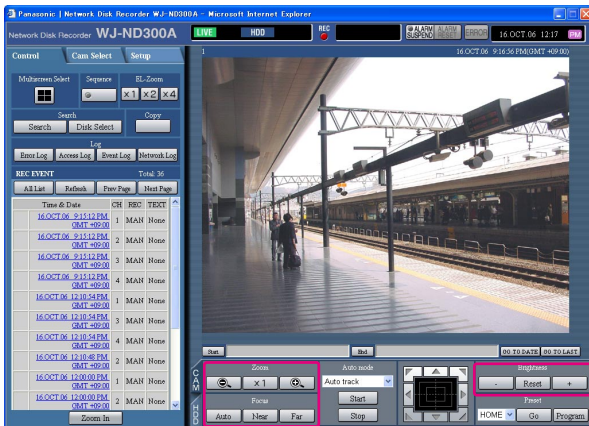 Panasonic | Network Disk Recorder WJ-ND300A - Microsoft Internet Explorer
Network Disk Recorder WJ-ND300A
LIVE HDD REC ALARM SUSPEND ALARM RESET ERROR 16.OCT.06 12:17 PM
Control Cam Select Setup
1 16.OCT.06 9:16:56 PM(GMT +09:00)
Multiscreen Select Sequence EL-Zoom
x1 x2 x4
Search Copy
Search Disk Select
Log
Error Log Access Log Event Log Network Log
REC EVENT Total: 36
All List Refresh Prev Page Next Page
Time & Date CH REC TEXT
16.OCT.06 9:15:12 PM GMT +09:00 1 MAN None
16.OCT.06 9:15:12 PM GMT +09:00 2 MAN None
16.OCT.06 9:15:12 PM GMT +09:00 3 MAN None
16.OCT.06 9:15:12 PM GMT +09:00 4 MAN None
16.OCT.06 12:10:54 PM GMT +09:00 1 MAN None
16.OCT.06 12:10:54 PM GMT +09:00 3 MAN None
16.OCT.06 12:10:54 PM GMT +09:00 4 MAN None
16.OCT.06 12:10:48 PM GMT +09:00 2 MAN None
16.OCT.06 12:00:00 PM GMT +09:00 1 MAN None
16.OCT.06 12:00:00 PM GMT +09:00 2 MAN None
Zoom In
Start End GO TO DATE GO TO LAST
CAM
HDD
Zoom
x1
Focus
Auto Near Far
Auto mode
Auto track
Start
Stop
Brightness
- Reset +
Preset
HOME Go Program